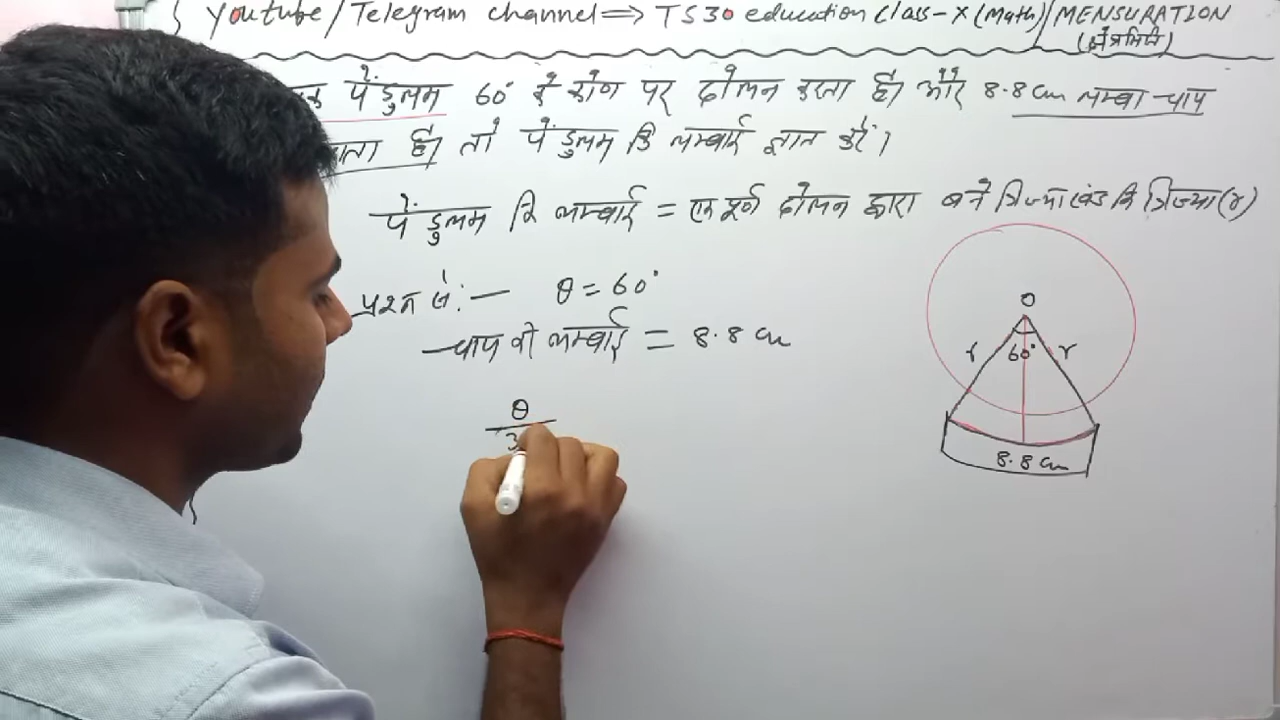 Youtube/Telegram channel ⇒ TS30 education Class-X (Math)/MENSURATION
(क्षेत्रमिति)
पेंडुलम 60° के कोण पर दोलन करता है। और 8.8 cm लम्बा चाप
है। तो पेंडुलम कि लम्बाई ज्ञात करें।
पेंडुलम कि लम्बाई = एक पूर्ण दोलन द्वारा बने त्रिज्याखंड कि त्रिज्या (r)
प्रश्न से:— θ = 60°
चाप की लम्बाई = 8.8 cm
θ
3
O
r 60° r
8.8 cm